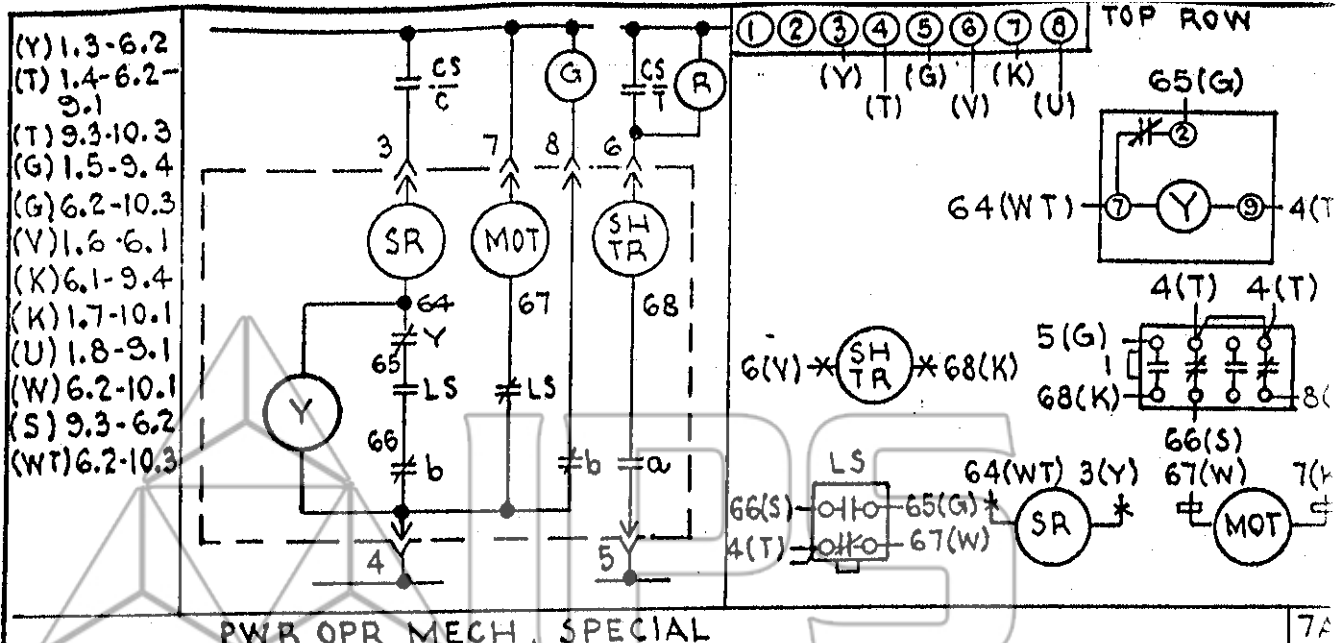 (Y) 1.3-6.2
(T) 1.4-6.2-
9.1
(T) 9.3-10.3
(G) 1.5-9.4
(G) 6.2-10.3
(V) 1.6-6.1
(K) 6.1-9.4
(K) 1.7-10.1
(U) 1.8-9.1
(W) 6.2-10.1
(S) 9.3-6.2
(WT) 6.2-10.3
CS
C
G
CS
T
R
3
7
8
6
SR
MOT
SH
TR
64
67
68
Y
65
LS
LS
Y
66
b
b
a
4
5
1 2 3 4 5 6 7 8
TOP ROW
(Y) (G) (K)
(T) (V) (U)
65(G)
2
64(WT)
7
Y
9
4(T
4(T) 4(T)
5(G)
1
68(K)
8(
66(S)
6(V)
SH
TR
68(K)
LS
66(S)
65(G)
4(T)
67(W)
64(WT) 3(Y)
SR
67(W)
MOT
PWR OPR MECH, SPECIAL
IPS